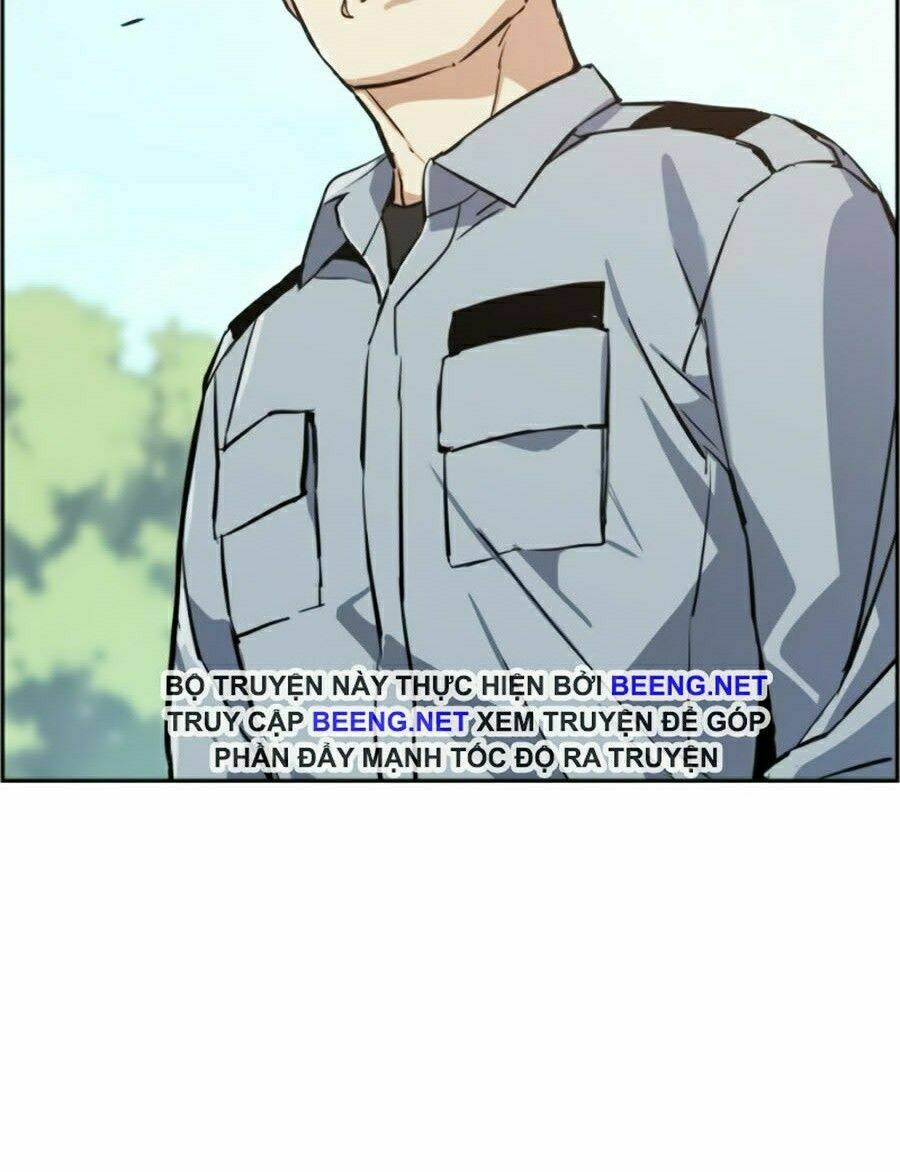 BỘ TRUYỆN NÀY THỰC HIỆN BỞI BEENG.NET
TRUY CẬP BEENG.NET XEM TRUYỆN ĐỂ GÓP
PHẦN ĐẨY MẠNH TỐC ĐỘ RA TRUYỆN